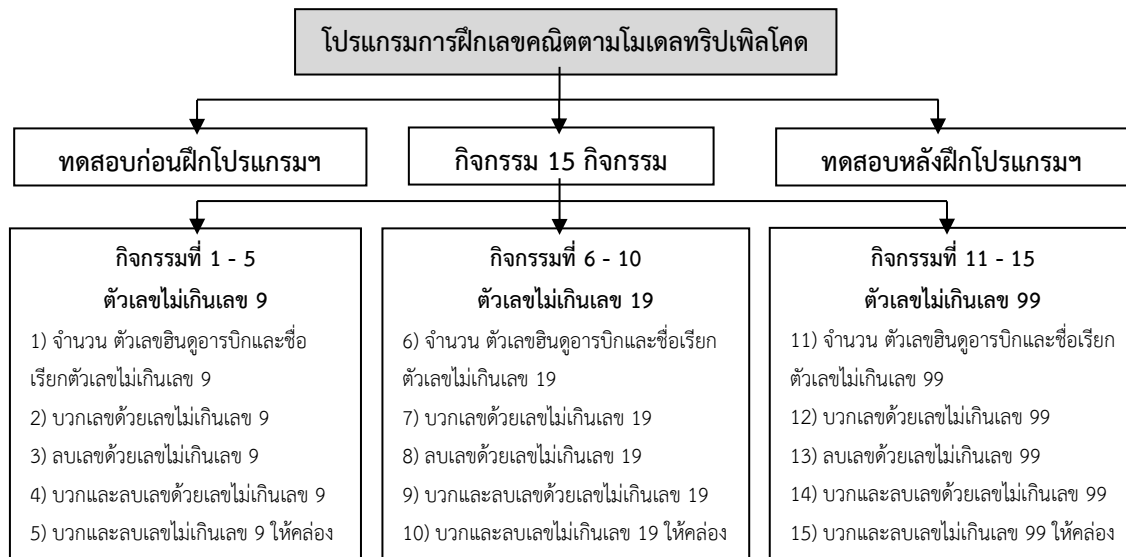 โปรแกรมการฝึกเลขคณิตตามโมเดลทริปเพิลโคด
ทดสอบก่อนฝึกโปรแกรมฯ
กิจกรรม 15 กิจกรรม
ทดสอบหลังฝึกโปรแกรมฯ
กิจกรรมที่ 1 - 5
ตัวเลขไม่เกินเลข 9
1) จำนวน ตัวเลขฮินดูอารบิกและชื่อ
เรียกตัวเลขไม่เกินเลข 9
2) บวกเลขด้วยเลขไม่เกินเลข 9
3) ลบเลขด้วยเลขไม่เกินเลข 9
4) บวกและลบเลขด้วยเลขไม่เกินเลข 9
5) บวกและลบเลขไม่เกินเลข 9 ให้คล่อง
กิจกรรมที่ 6 - 10
ตัวเลขไม่เกินเลข 19
6) จำนวน ตัวเลขฮินดูอารบิกและชื่อเรียก
ตัวเลขไม่เกินเลข 19
7) บวกเลขด้วยเลขไม่เกินเลข 19
8) ลบเลขด้วยเลขไม่เกินเลข 19
9) บวกและลบเลขด้วยเลขไม่เกินเลข 19
10) บวกและลบเลขไม่เกินเลข 19 ให้คล่อง
กิจกรรมที่ 11 - 15
ตัวเลขไม่เกินเลข 99
11) จำนวน ตัวเลขฮินดูอารบิกและชื่อเรียก
ตัวเลขไม่เกินเลข 99
12) บวกเลขด้วยเลขไม่เกินเลข 99
13) ลบเลขด้วยเลขไม่เกินเลข 99
14) บวกและลบเลขด้วยเลขไม่เกินเลข 99
15) บวกและลบเลขไม่เกินเลข 99 ให้คล่อง